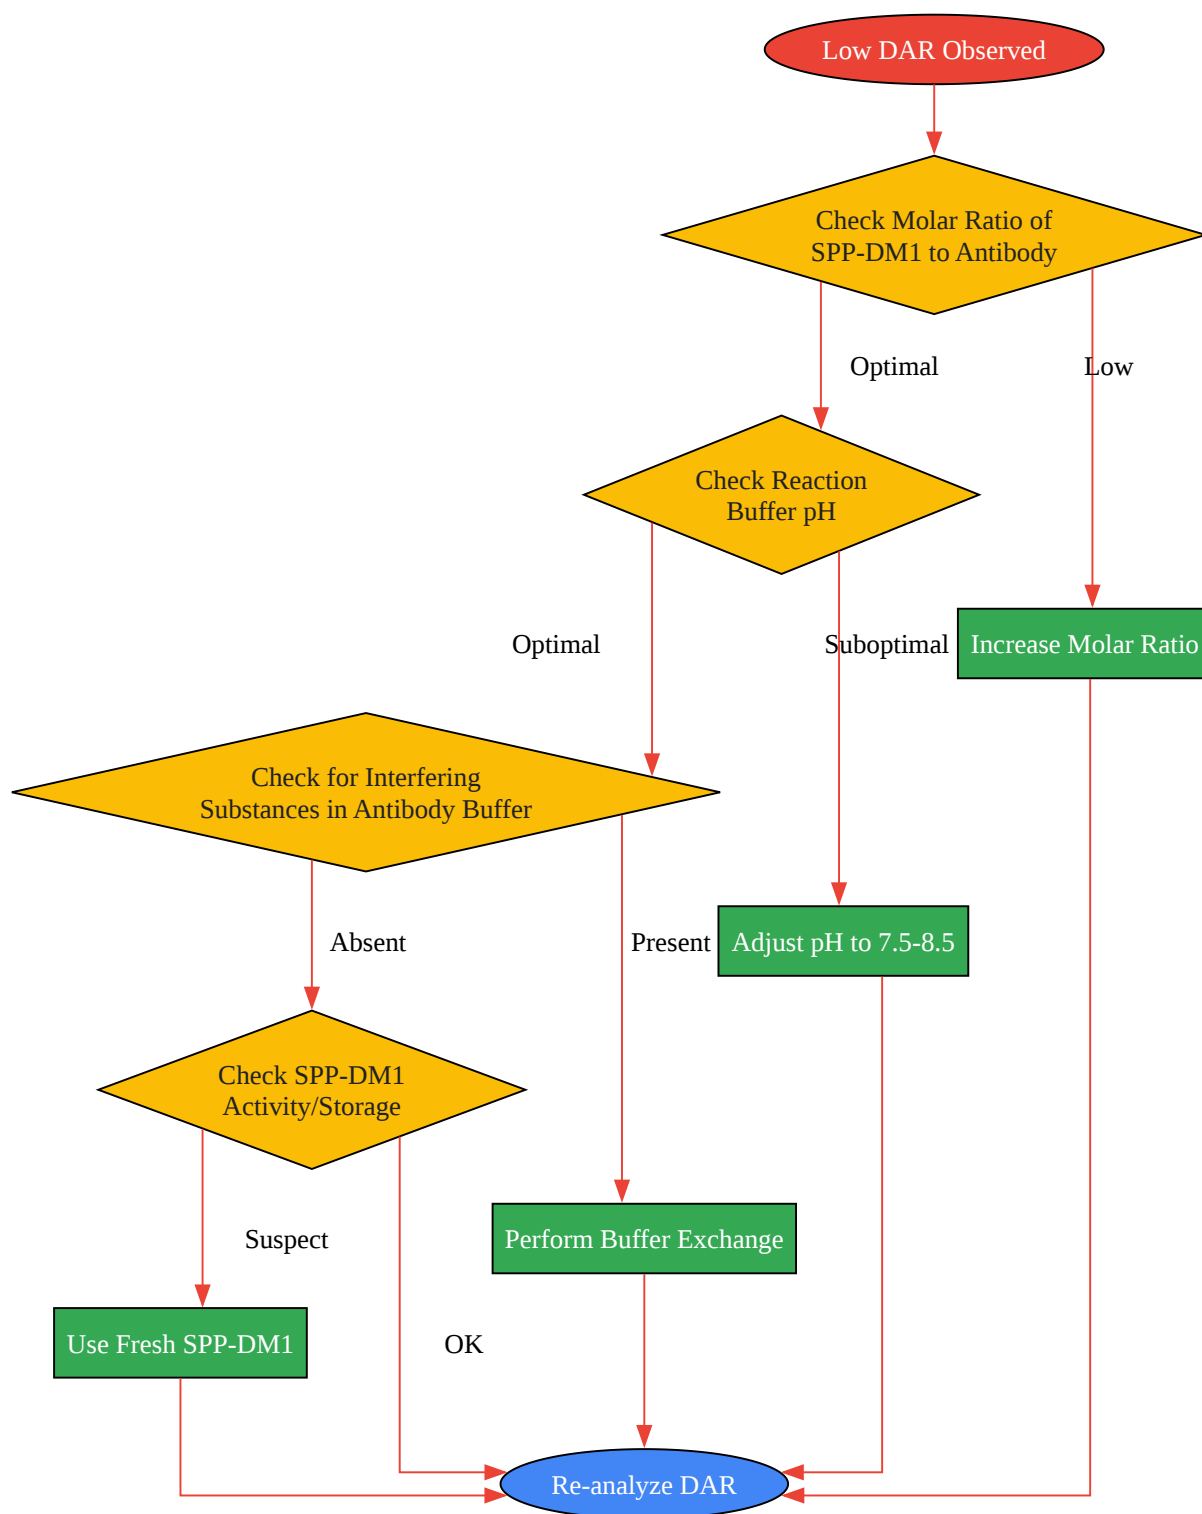 Low DAR Observed
Check Molar Ratio of
SPP-DM1 to Antibody
Optimal
Low
Check Reaction
Buffer pH
Optimal
Suboptimal
Increase Molar Ratio
Check for Interfering
Substances in Antibody Buffer
Absent
Present
Adjust pH to 7.5-8.5
Check SPP-DM1
Activity/Storage
Suspect
Perform Buffer Exchange
Use Fresh SPP-DM1
OK
Re-analyze DAR